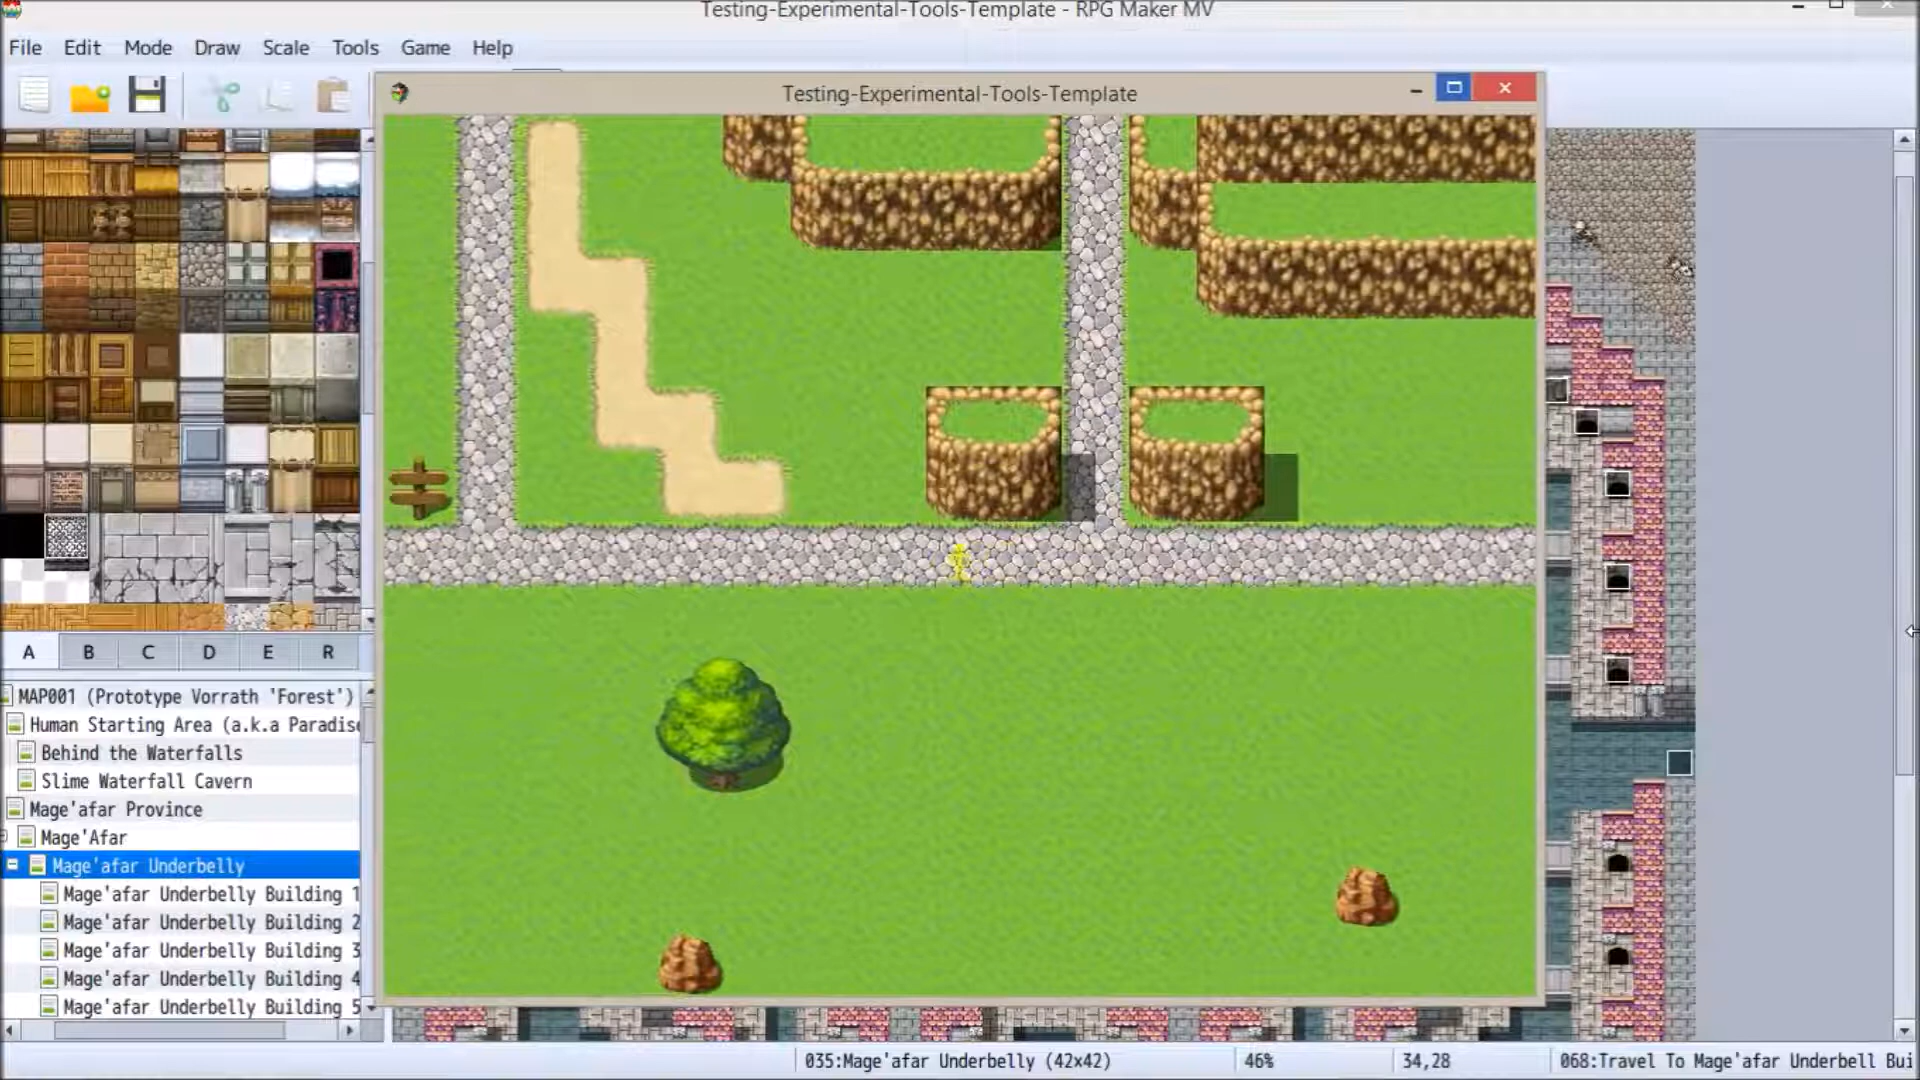 Testing-Experimental-Tools-Template - RPG Maker MV
File Edit Mode Draw Scale Tools Game Help
Testing-Experimental-Tools-Template
A B C D E R
MAP001 (Prototype Vorrath 'Forest')
Human Starting Area (a.k.a Paradise
Behind the Waterfalls
Slime Waterfall Cavern
Mage'afar Province
Mage'Afar
Mage'afar Underbelly
Mage'afar Underbelly Building 1
Mage'afar Underbelly Building 2
Mage'afar Underbelly Building 3
Mage'afar Underbelly Building 4
Mage'afar Underbelly Building 5
035:Mage'afar Underbelly (42x42) 46% 34,28 068:Travel To Mage'afar Underbell Bui